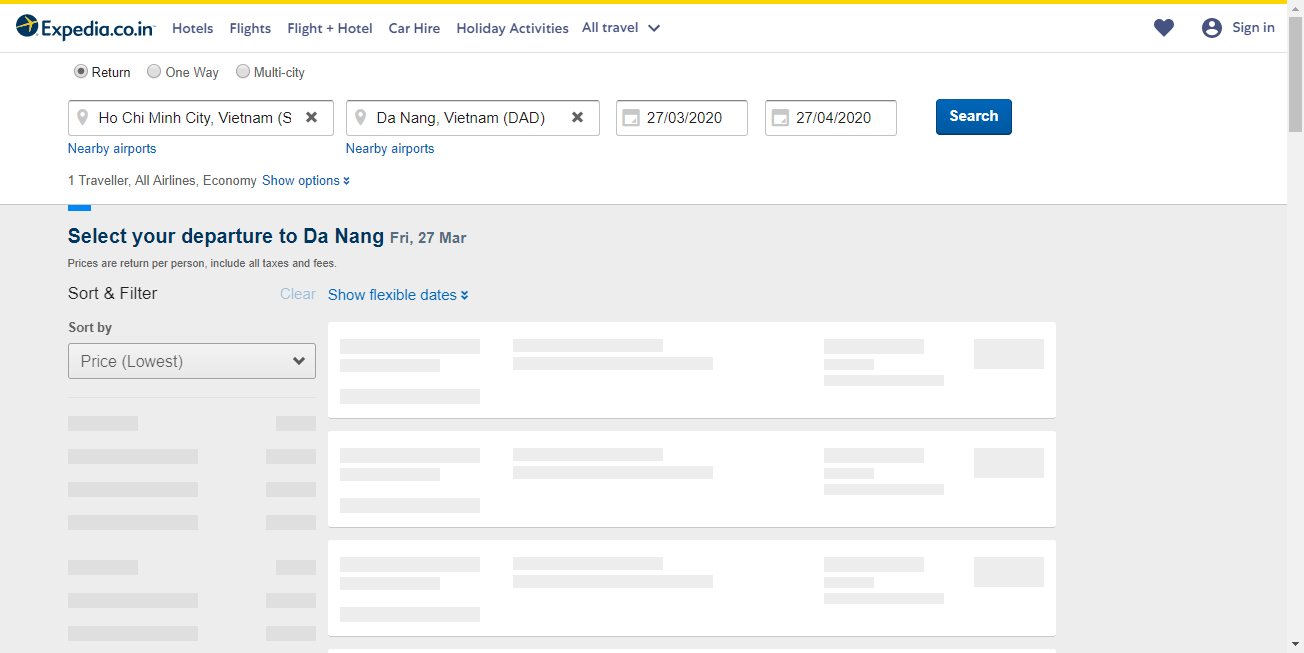 Expedia.co.in Hotels Flights Flight + Hotel Car Hire Holiday Activities All travel Sign in
Return One Way Multi-city
Ho Chi Minh City, Vietnam (S Da Nang, Vietnam (DAD) 27/03/2020 27/04/2020 Search
Nearby airports Nearby airports
1 Traveller, All Airlines, Economy Show options
Select your departure to Da Nang Fri, 27 Mar
Prices are return per person, include all taxes and fees.
Sort & Filter Clear Show flexible dates
Sort by
Price (Lowest)